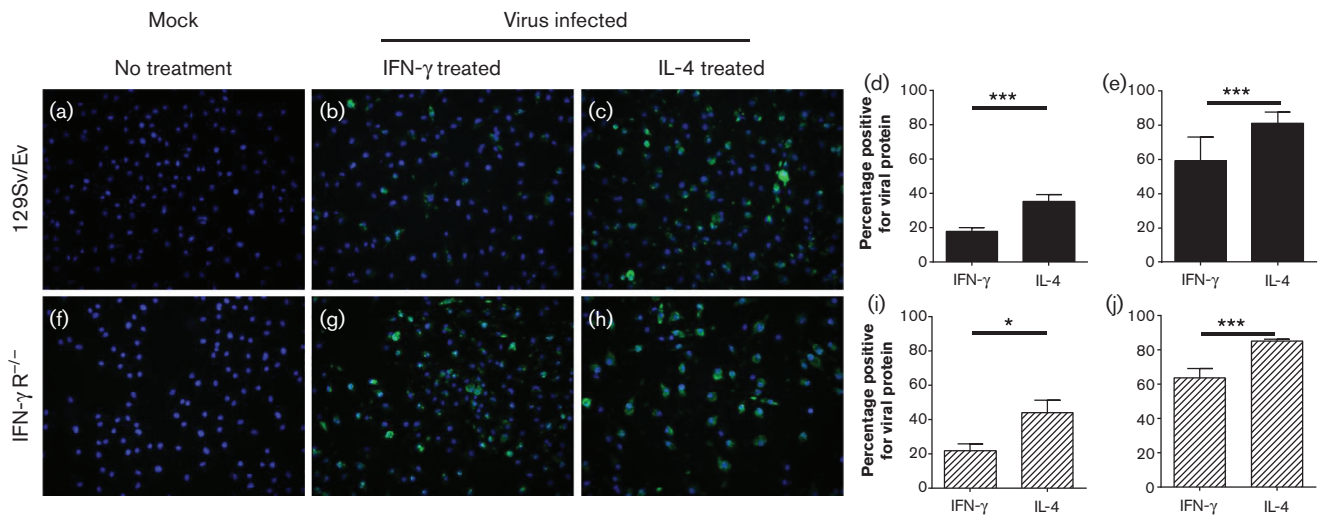 Mock
Virus infected
No treatment
IFN-γ treated
IL-4 treated
129Sv/Ev
(a)
(b)
(c)
(d)
Percentage positive
for viral protein
100
80
60
40
20
0
***
IFN-γ
IL-4
(e)
100
80
60
40
20
0
***
IFN-γ
IL-4
IFN-γ R−/−
(f)
(g)
(h)
(i)
Percentage positive
for viral protein
100
80
60
40
20
0
*
IFN-γ
IL-4
(j)
100
80
60
40
20
0
***
IFN-γ
IL-4